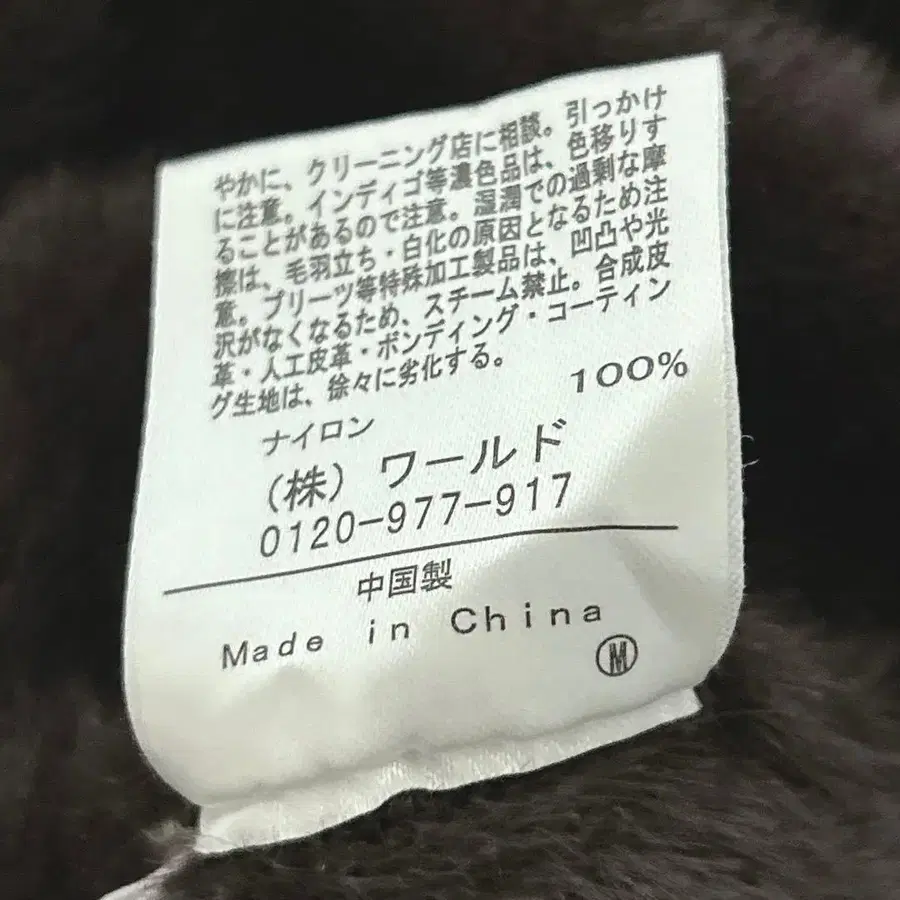 やかに、クリーニング店に相談。引っかけ
に注意。インディゴ等濃色品は、色移りす
ることがあるので注意。湿潤での過剰な摩
擦は、毛羽立ち・白化の原因となるため注
意。プリーツ等特殊加工製品は、凹凸や光
沢がなくなるため、スチーム禁止。合成皮
革・人工皮革・ボンディング・コーティン
グ生地は、徐々に劣化する。
ナイロン 100%
(株) ワールド
0120-977-917
中国製
Made in China
M